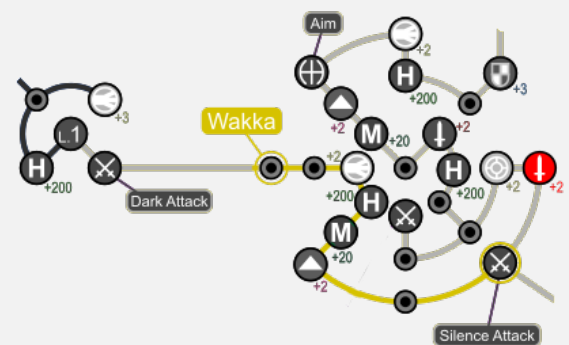 Aim
+2
H
+200
+3
+3
L.1
+2
M
+20
+2
Wakka
H
+200
+2
H
+200
+2
+2
Dark Attack
+200
H
M
+20
+2
Silence Attack